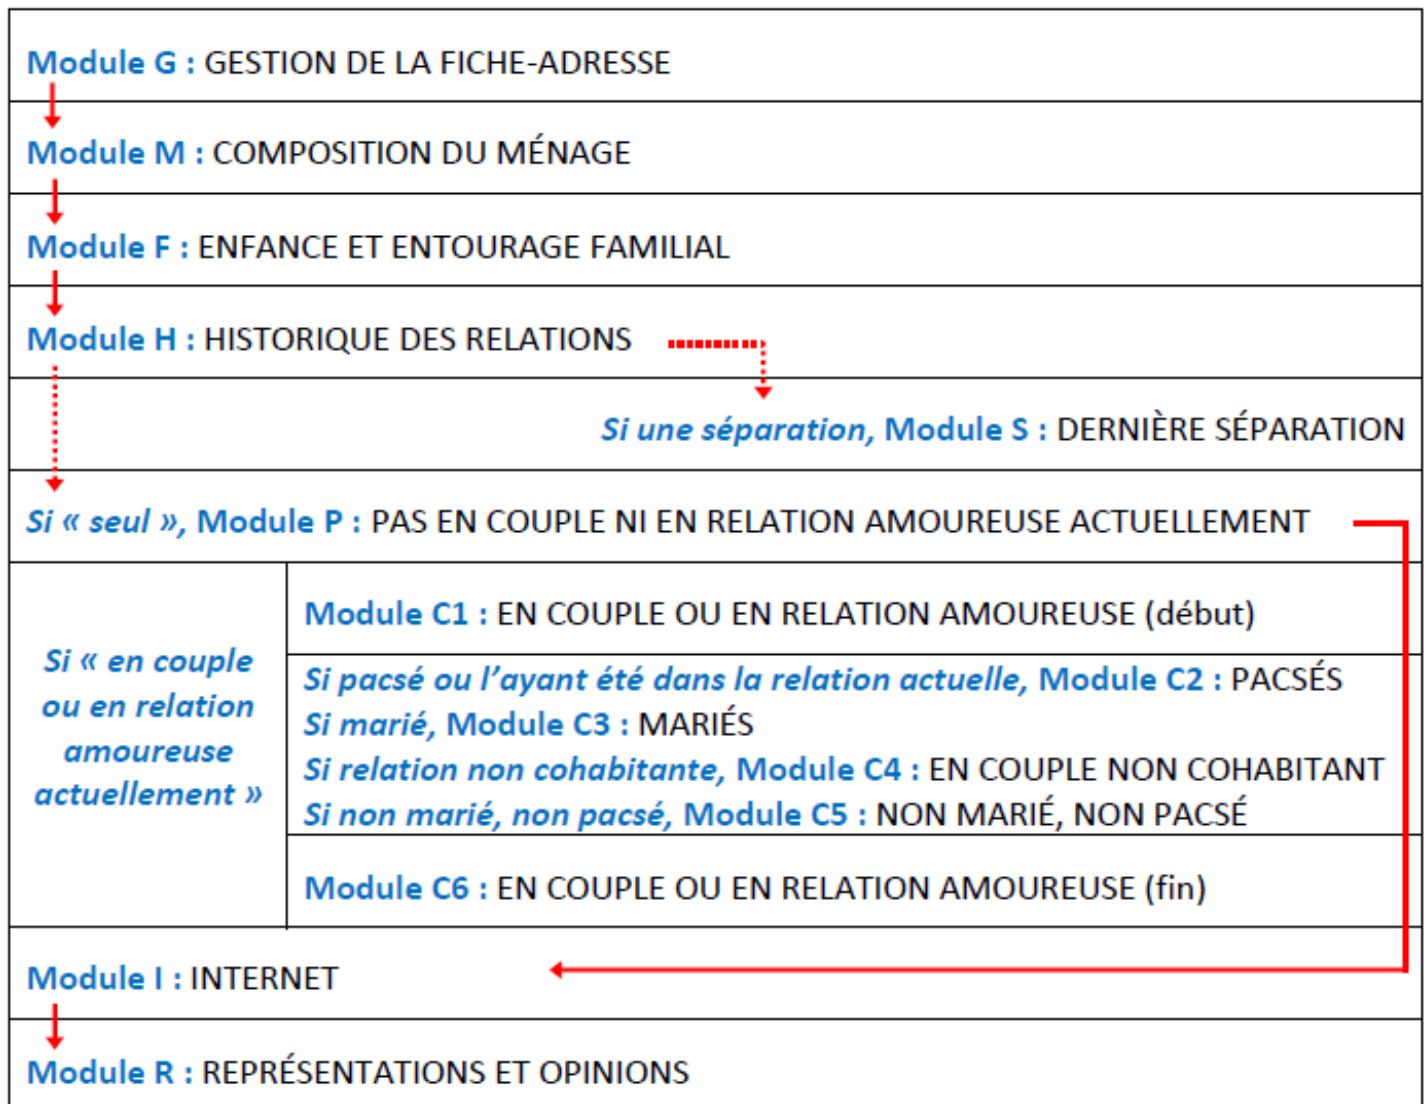 Module G : GESTION DE LA FICHE-ADRESSE
Module M : COMPOSITION DU MÉNAGE
Module F : ENFANCE ET ENTOURAGE FAMILIAL
Module H : HISTORIQUE DES RELATIONS
Si une séparation, Module S : DERNIÈRE SÉPARATION
Si « seul », Module P : PAS EN COUPLE NI EN RELATION AMOUREUSE ACTUELLEMENT
Si « en couple
ou en relation
amoureuse
actuellement »
Module C1 : EN COUPLE OU EN RELATION AMOUREUSE (début)
Si pacsé ou l’ayant été dans la relation actuelle, Module C2 : PACSÉS
Si marié, Module C3 : MARIÉS
Si relation non cohabitante, Module C4 : EN COUPLE NON COHABITANT
Si non marié, non pacsé, Module C5 : NON MARIÉ, NON PACSÉ
Module C6 : EN COUPLE OU EN RELATION AMOUREUSE (fin)
Module I : INTERNET
Module R : REPRÉSENTATIONS ET OPINIONS